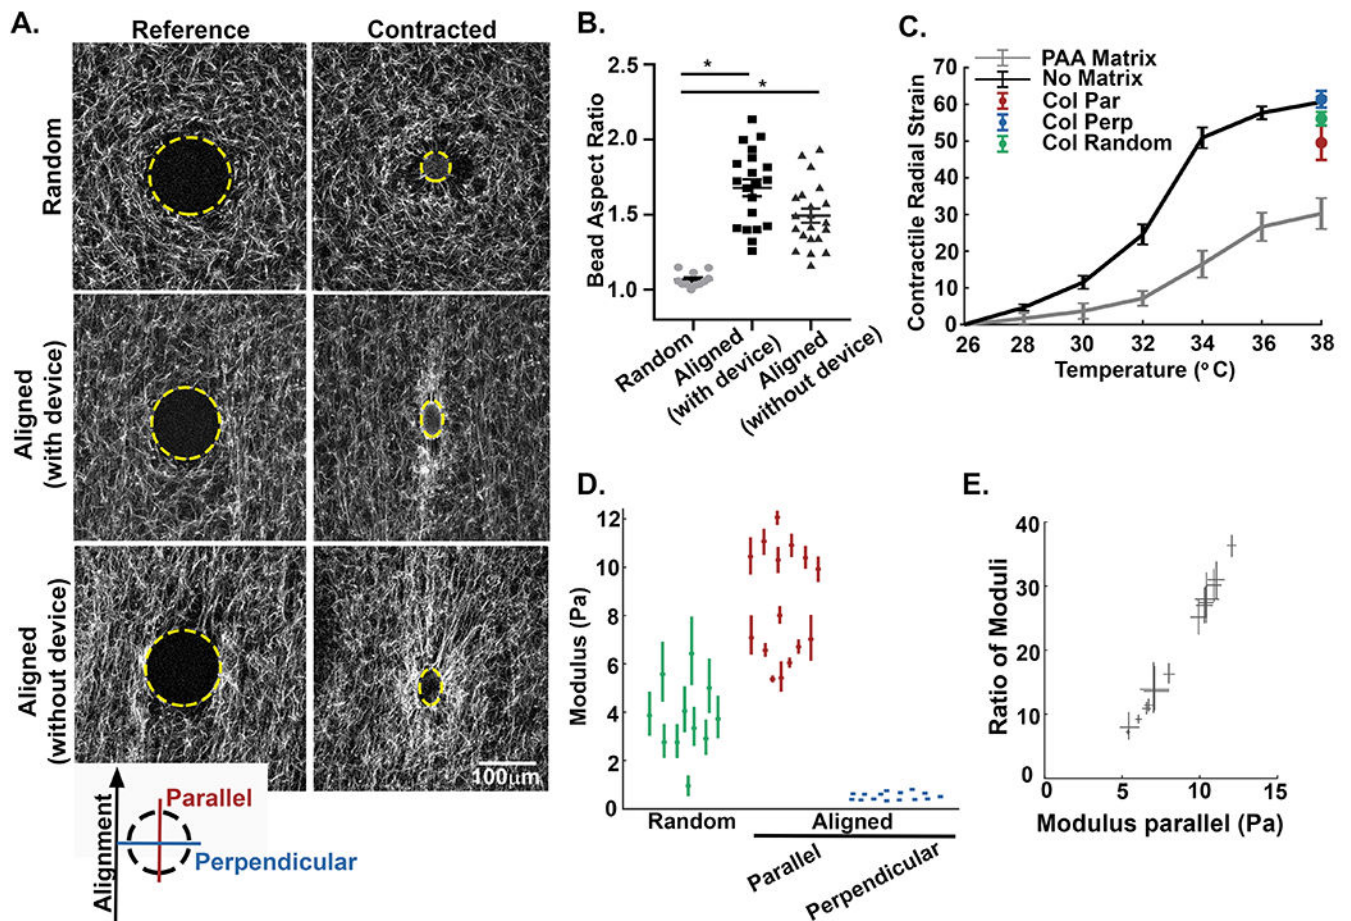 A.
Reference
Contracted
Random
Aligned
(with device)
Aligned
(without device)
100µm
Alignment
Parallel
Perpendicular
B.
Bead Aspect Ratio
2.5
2.0
1.5
1.0
*
*
Random
Aligned
(with device)
Aligned
(without device)
C.
Contractile Radial Strain
70
60
50
40
30
20
10
0
PAA Matrix
No Matrix
Col Par
Col Perp
Col Random
26 28 30 32 34 36 38
Temperature (° C)
D.
Modulus (Pa)
12
10
8
6
4
2
0
Random
Aligned
Parallel
Perpendicular
E.
Ratio of Moduli
40
30
20
10
0
0 5 10 15
Modulus parallel (Pa)